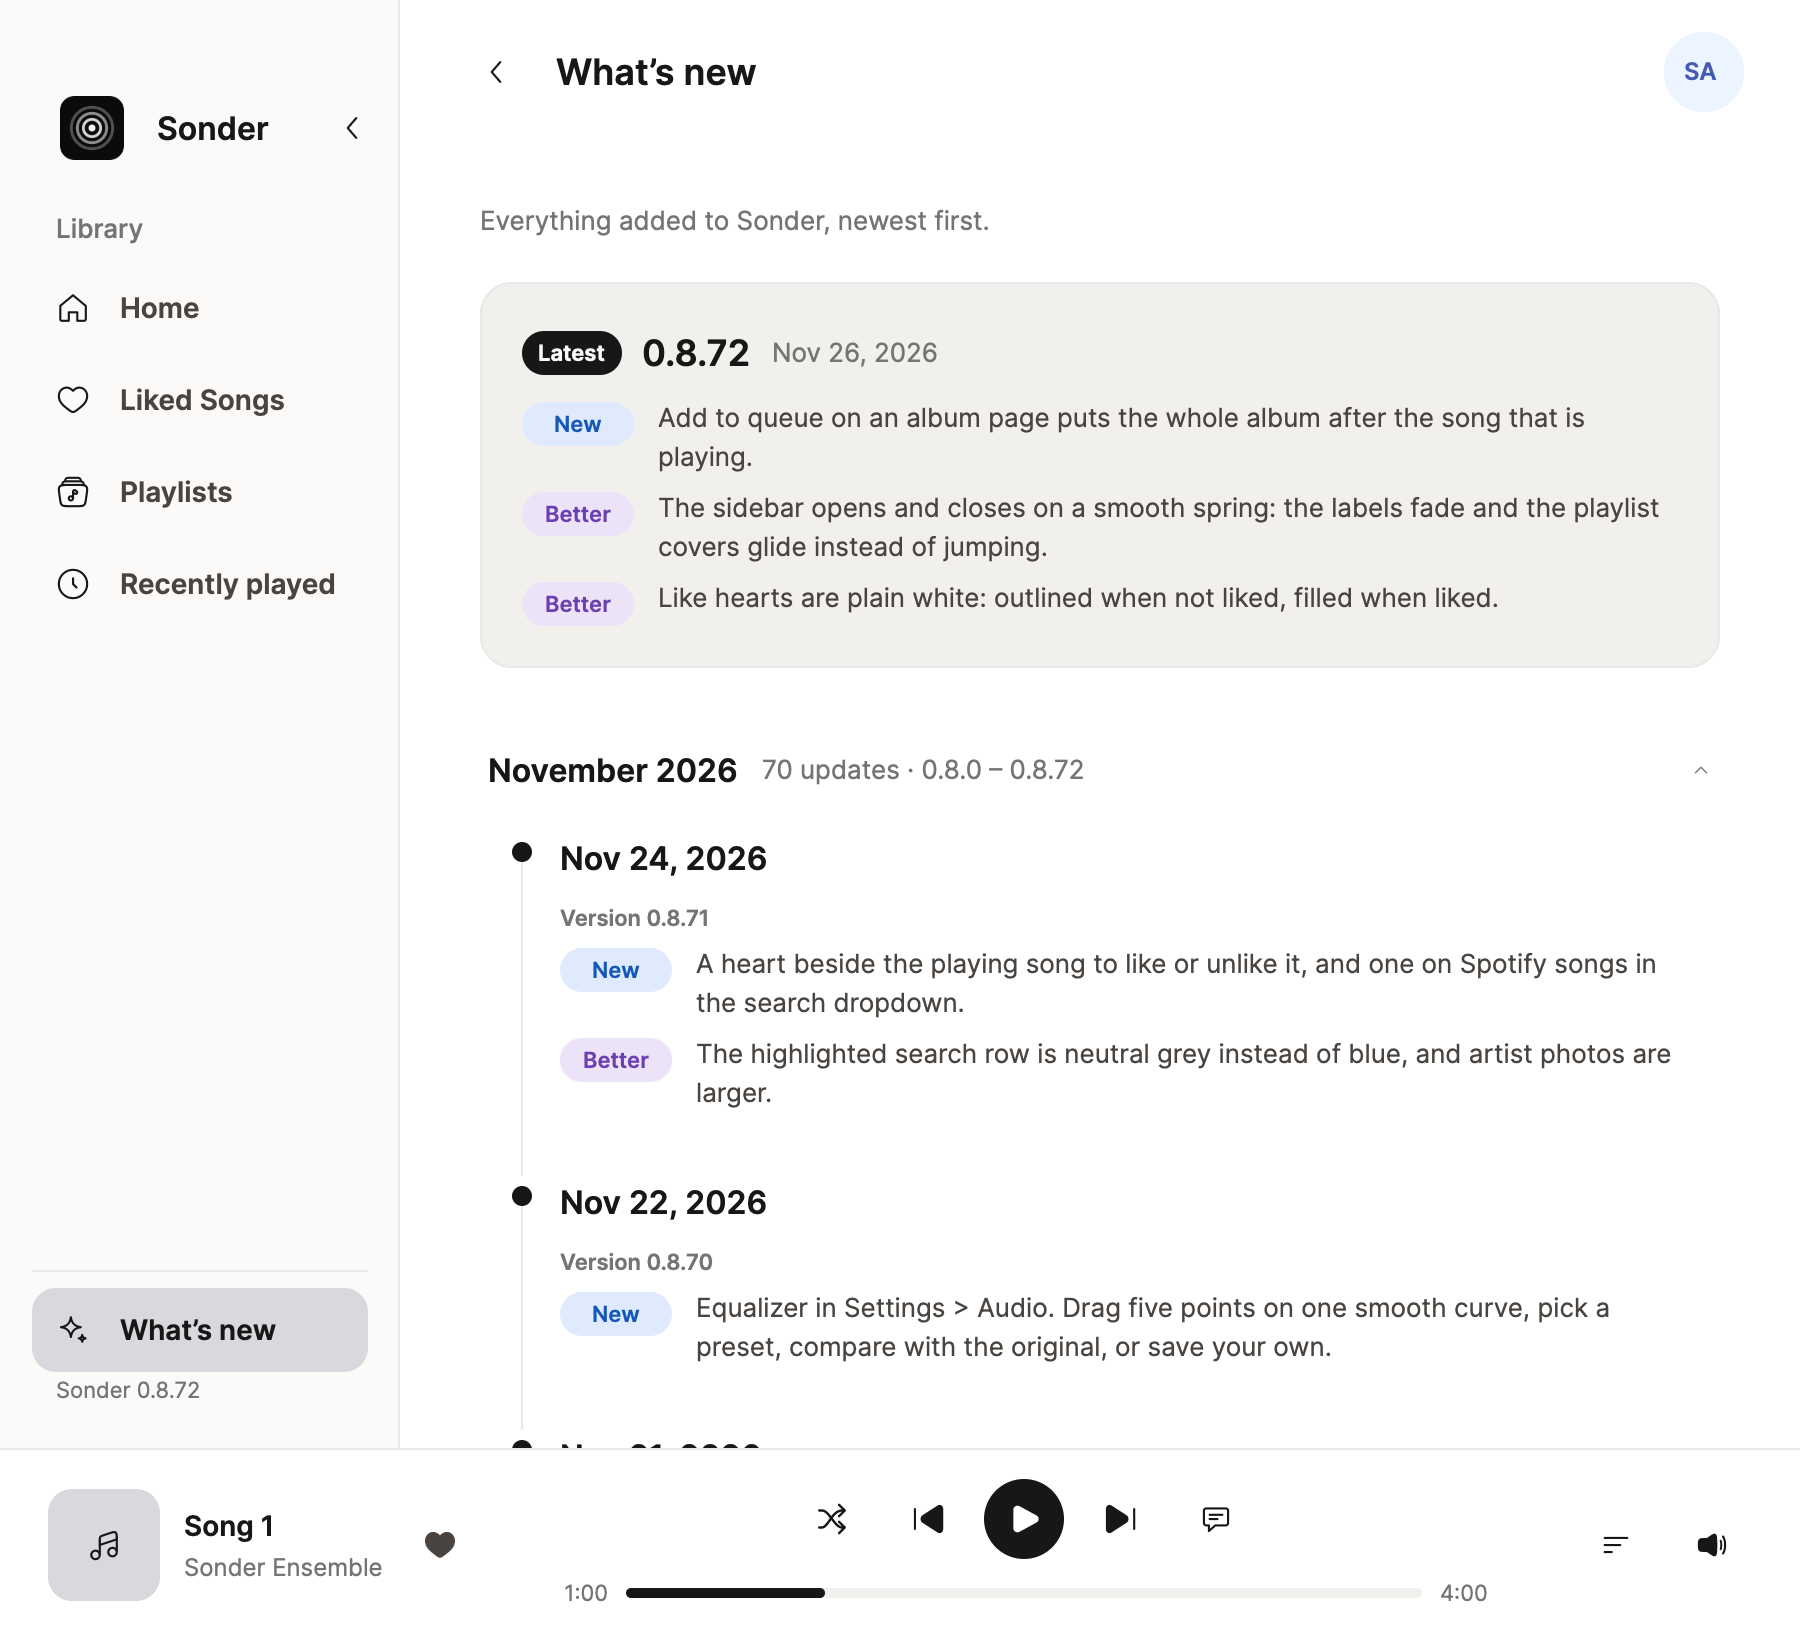 Sonder
Library
Home
Liked Songs
Playlists
Recently played
What’s new
Sonder 0.8.72
What’s new
SA
Everything added to Sonder, newest first.
Latest 0.8.72 Nov 26, 2026
New Add to queue on an album page puts the whole album after the song that is
playing.
Better The sidebar opens and closes on a smooth spring: the labels fade and the playlist
covers glide instead of jumping.
Better Like hearts are plain white: outlined when not liked, filled when liked.
November 2026 70 updates · 0.8.0 – 0.8.72
Nov 24, 2026
Version 0.8.71
New A heart beside the playing song to like or unlike it, and one on Spotify songs in
the search dropdown.
Better The highlighted search row is neutral grey instead of blue, and artist photos are
larger.
Nov 22, 2026
Version 0.8.70
New Equalizer in Settings > Audio. Drag five points on one smooth curve, pick a
preset, compare with the original, or save your own.
Song 1
Sonder Ensemble
1:00
4:00